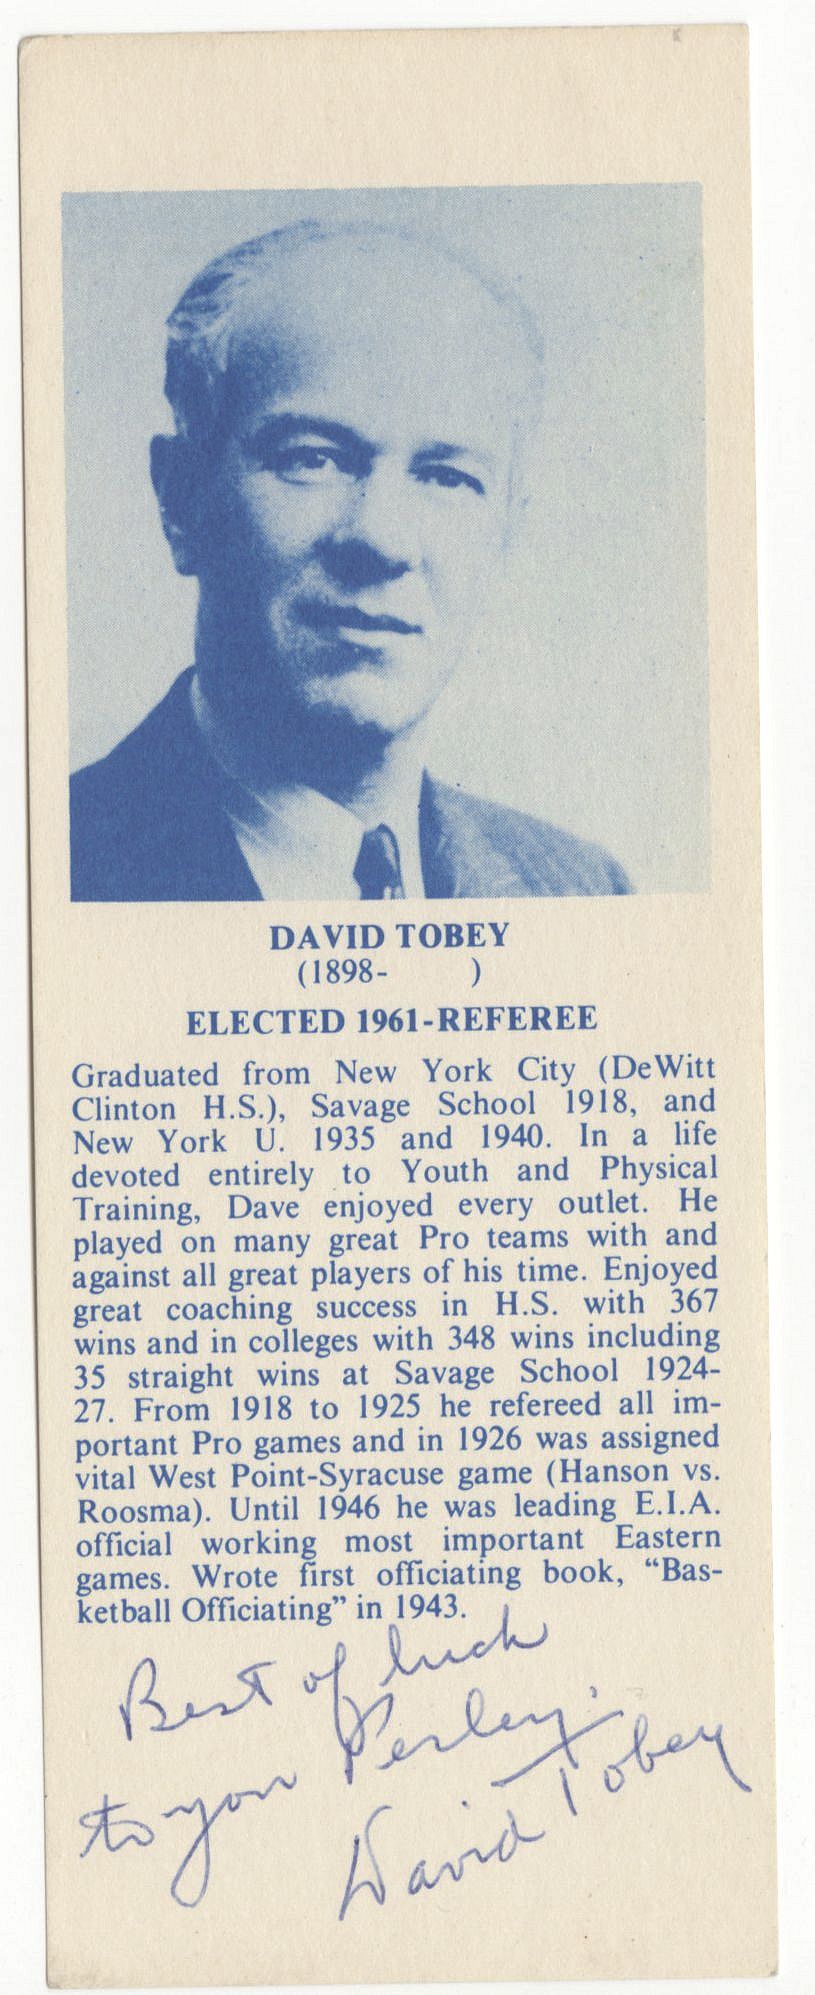 DAVID TOBEY
(1898- )
ELECTED 1961-REFEREE
Graduated from New York City (DeWitt
Clinton H.S.), Savage School 1918, and
New York U. 1935 and 1940. In a life
devoted entirely to Youth and Physical
Training, Dave enjoyed every outlet. He
played on many great Pro teams with and
against all great players of his time. Enjoyed
great coaching success in H.S. with 367
wins and in colleges with 348 wins including
35 straight wins at Savage School 1924-
27. From 1918 to 1925 he refereed all im-
portant Pro games and in 1926 was assigned
vital West Point-Syracuse game (Hanson vs.
Roosma). Until 1946 he was leading E.I.A.
official working most important Eastern
games. Wrote first officiating book, “Bas-
ketball Officiating” in 1943.
Best of luck
to you Perley.
David Tobey